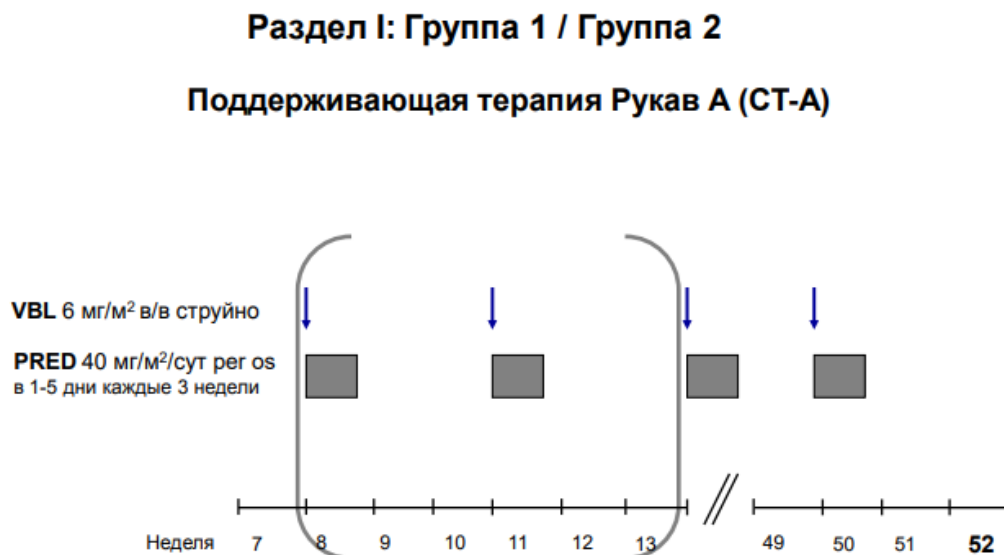 Раздел I: Группа 1 / Группа 2
Поддерживающая терапия Рукав А (СТ-А)
VBL 6 мг/м² в/в струйно
PRED 40 мг/м²/сут per os
в 1-5 дни каждые 3 недели
Неделя 7 8 9 10 11 12 13 49 50 51 52